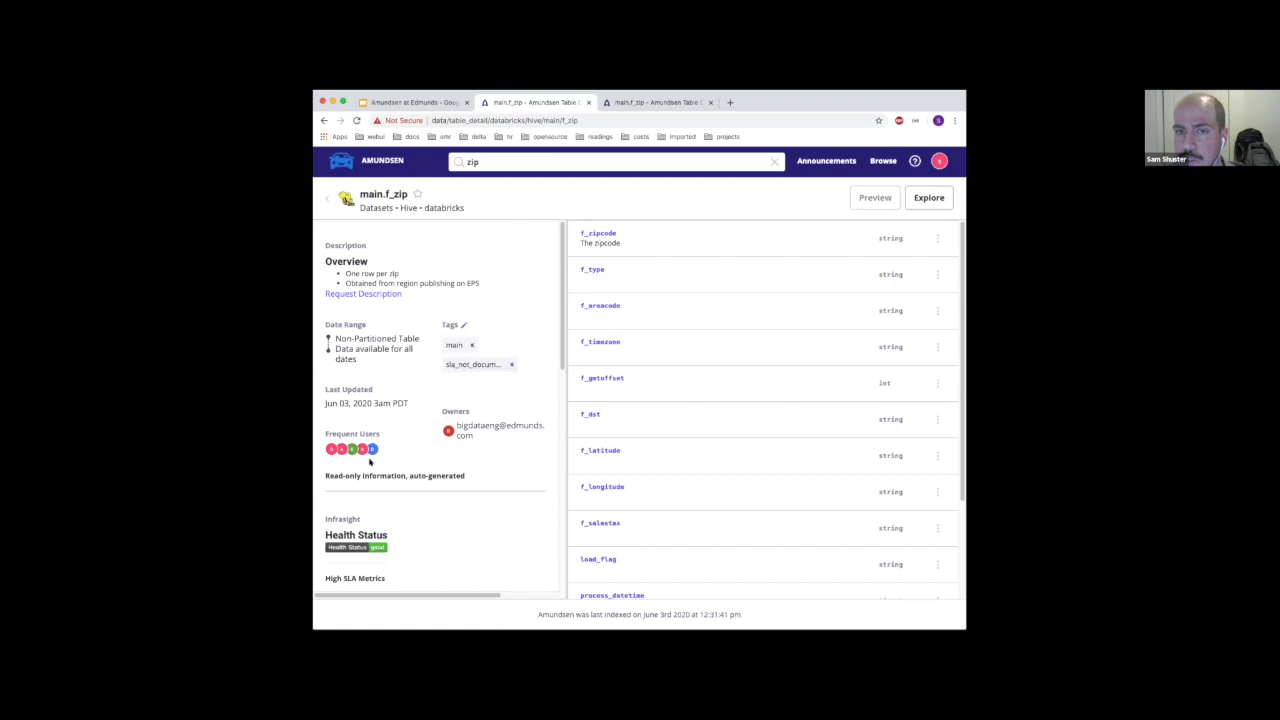 Amundsen at Edmunds - Goog
main.f_zip - Amundsen Table D
main.f_zip - Amundsen Table D
Not Secure | data/table_detail/databricks/hive/main/f_zip
Apps webui docs emr delta hr opensource readings costs Imported projects
AMUNDSEN
zip
Announcements
Browse
main.f_zip
Datasets • Hive • databricks
Preview
Explore
Description
Overview
• One row per zip
• Obtained from region publishing on EPS
Request Description
Date Range
Non-Partitioned Table
Data available for all
dates
Tags
main ×
sla_not_docum... ×
Last Updated
Jun 03, 2020 3am PDT
Owners
bigdataeng@edmunds.
com
Frequent Users
Read-only information, auto-generated
Infrasight
Health Status
Health Status good
High SLA Metrics
f_zipcode string
The zipcode
f_type string
f_areacode string
f_timezone string
f_gmtoffset int
f_dst string
f_latitude string
f_longitude string
f_salestax string
load_flag string
process_datetime
Amundsen was last indexed on June 3rd 2020 at 12:31:41 pm
Sam Shuster